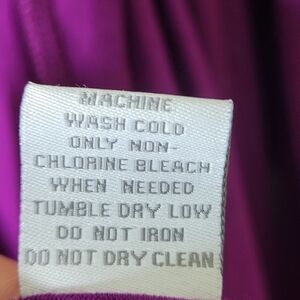 MACHINE
WASH COLD
ONLY NON-
CHLORINE BLEACH
WHEN NEEDED
TUMBLE DRY LOW
DO NOT IRON
DO NOT DRY CLEAN